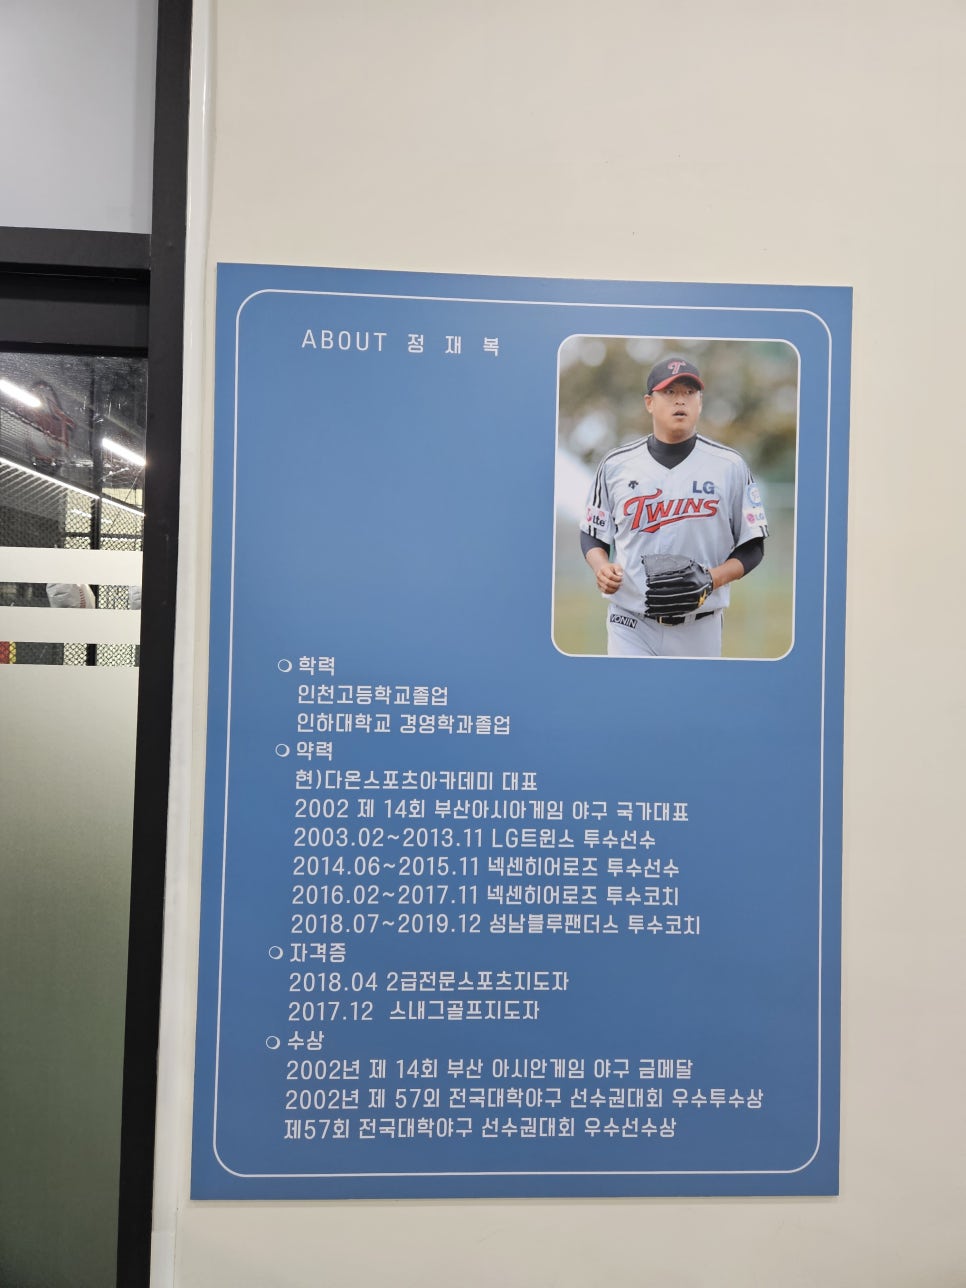 ABOUT 정 재 복
T
LG
TWINS
lte
LG
VONIN
○ 학력
인천고등학교졸업
인하대학교 경영학과졸업
○ 약력
현)다온스포츠아카데미 대표
2002 제 14회 부산아시아게임 야구 국가대표
2003.02~2013.11 LG트윈스 투수선수
2014.06~2015.11 넥센히어로즈 투수선수
2016.02~2017.11 넥센히어로즈 투수코치
2018.07~2019.12 성남블루팬더스 투수코치
○ 자격증
2018.04 2급전문스포츠지도자
2017.12 스내그골프지도자
○ 수상
2002년 제 14회 부산 아시안게임 야구 금메달
2002년 제 57외 전국대학야구 선수권대회 우수투수상
제57회 전국대학야구 선수권대회 우수선수상